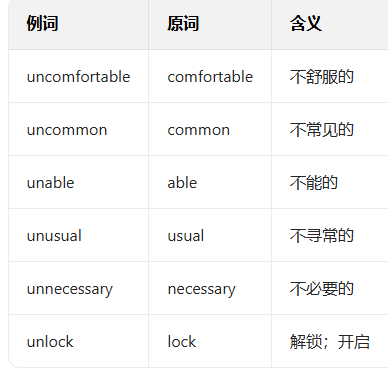 例词 原词 含义
uncomfortable comfortable 不舒服的
uncommon common 不常见的
unable able 不能的
unusual usual 不寻常的
unnecessary necessary 不必要的
unlock lock 解锁；开启